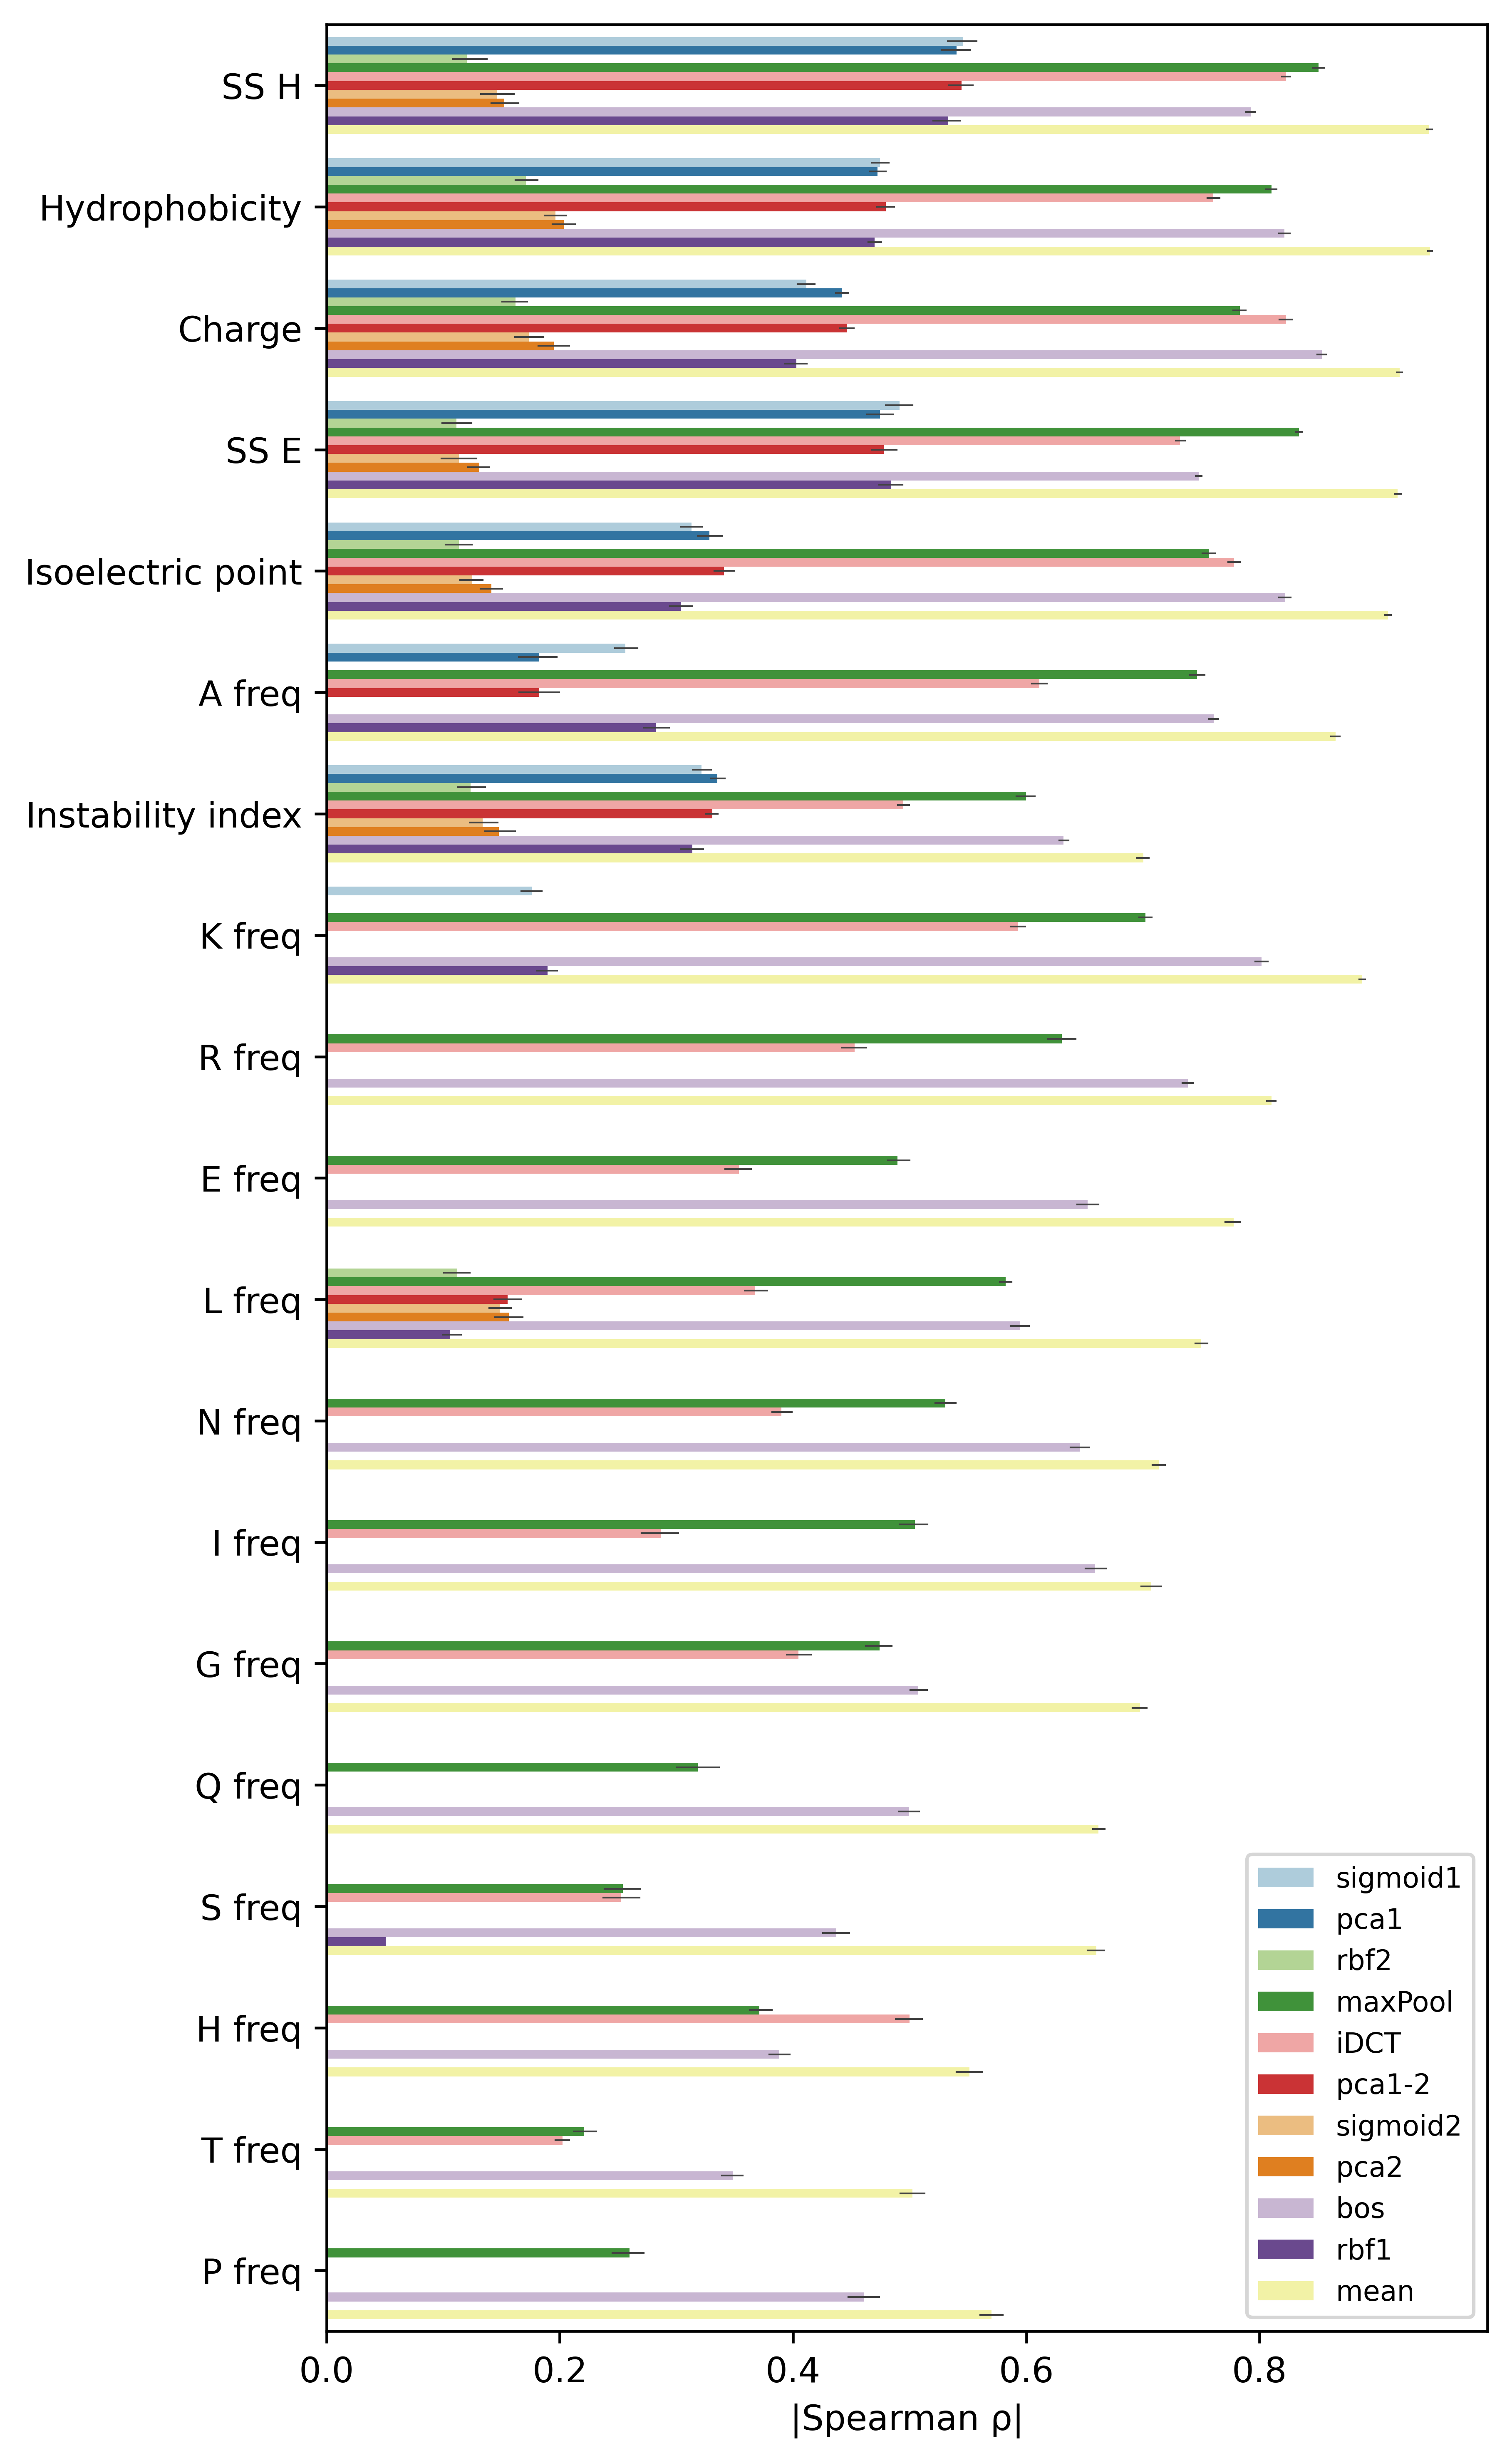 SS H
Hydrophobicity
Charge
SS E
Isoelectric point
A freq
Instability index
K freq
R freq
E freq
L freq
N freq
I freq
G freq
Q freq
S freq
H freq
T freq
P freq
sigmoid1
pca1
rbf2
maxPool
iDCT
pca1-2
sigmoid2
pca2
bos
rbf1
mean
0.0 0.2 0.4 0.6 0.8
|Spearman ρ|